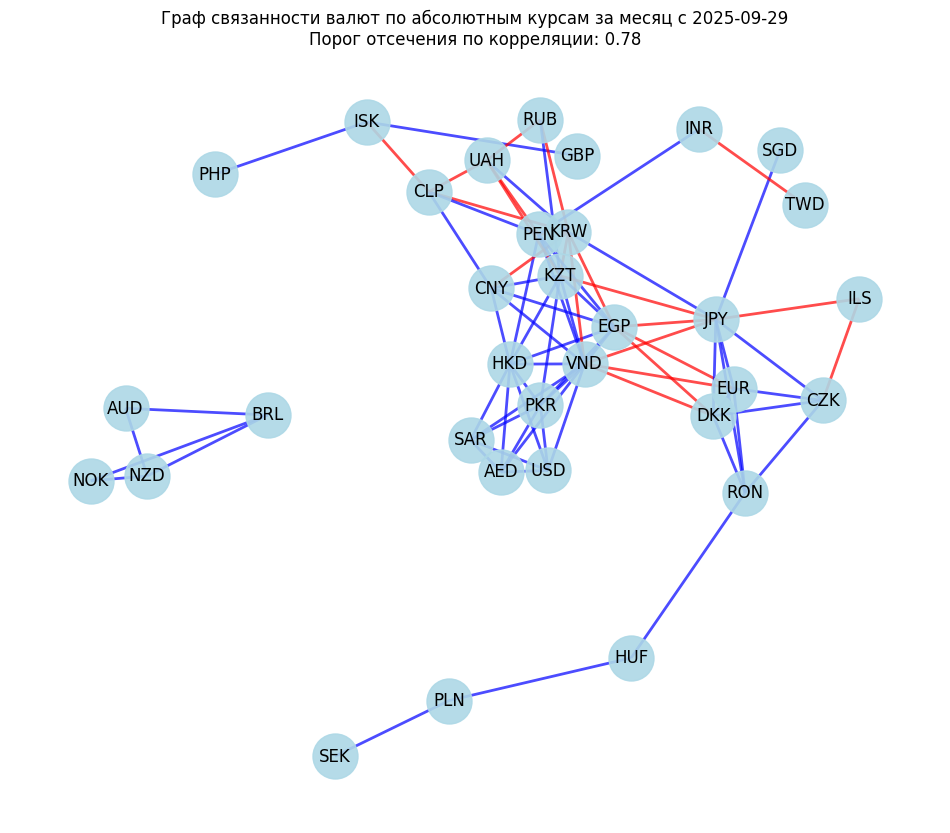 Граф связанности валют по абсолютным курсам за месяц с 2025-09-29
Порог отсечения по корреляции: 0.78
ISK
RUB
INR
SGD
GBP
UAH
PHP
CLP
TWD
PEN
KRW
KZT
CNY
ILS
JPY
EGP
HKD
VND
EUR
CZK
PKR
AUD
BRL
DKK
SAR
AED
USD
NZD
NOK
RON
HUF
PLN
SEK